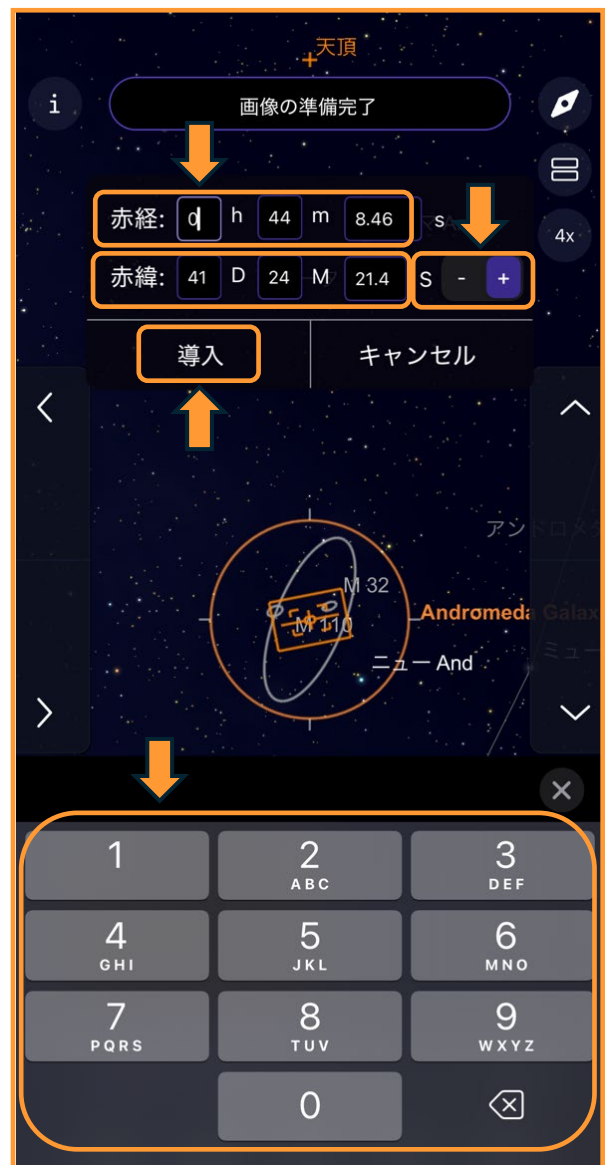 天頂
i
画像の準備完了
赤経: 0 h 44 m 8.46 s
4x
赤緯: 41 D 24 M 21.4 S - +
導入 キャンセル
アンドロメダ
M 32
Andromeda Galax
M 110
ニュー And
ミュー
1
2 ABC
3 DEF
4 GHI
5 JKL
6 MNO
7 PQRS
8 TUV
9 WXYZ
0